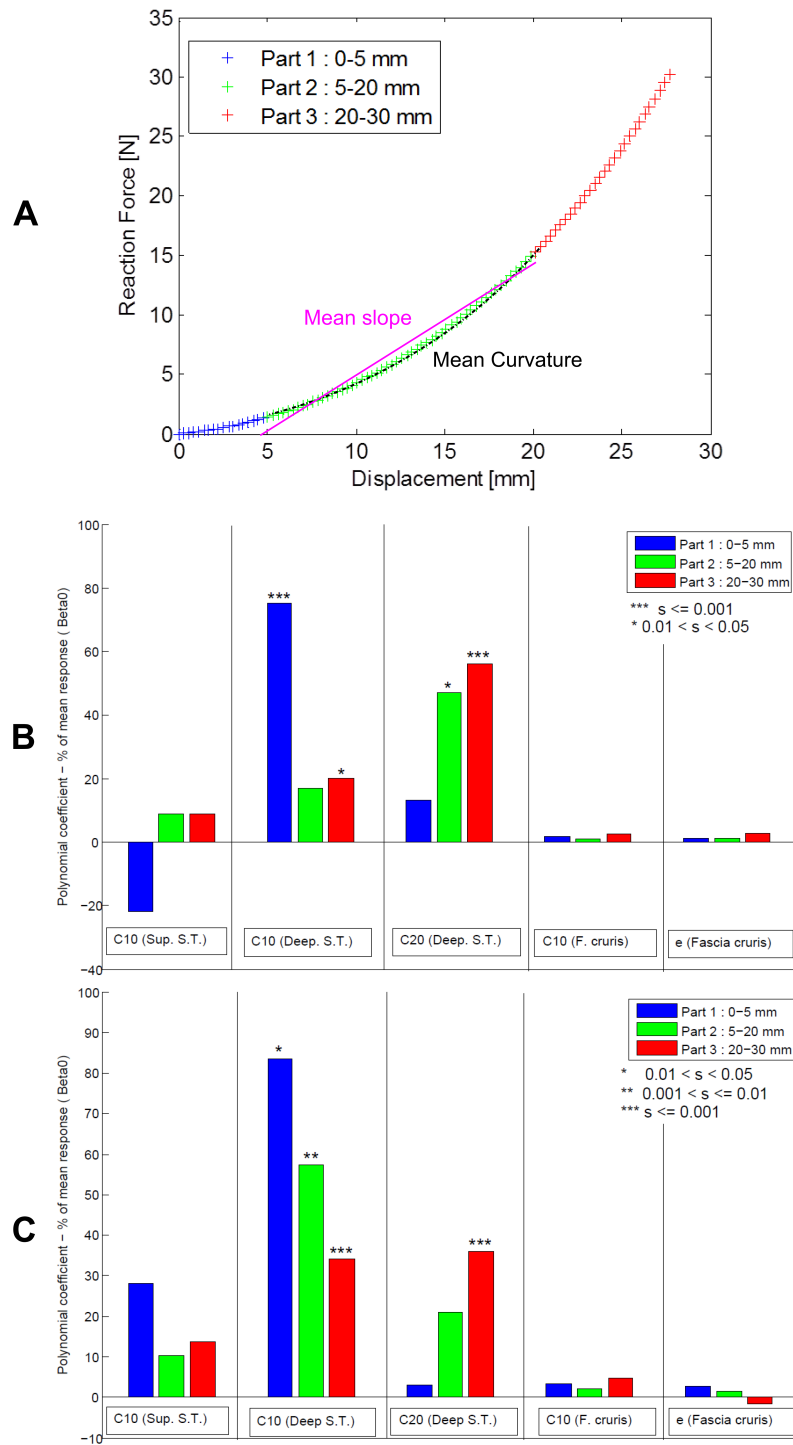 A
Reaction Force [N]
35
30
25
20
15
10
5
0
Part 1 : 0-5 mm
Part 2 : 5-20 mm
Part 3 : 20-30 mm
Mean slope
Mean Curvature
0 5 10 15 20 25 30
Displacement [mm]
B
Polynomial coefficient − % of mean response ( Beta0)
100
80
60
40
20
0
−20
−40
Part 1 : 0−5 mm
Part 2 : 5−20 mm
Part 3 : 20−30 mm
*** s <= 0.001
* 0.01 < s < 0.05
***
*
*
***
C10 (Sup. S.T.) C10 (Deep. S.T.) C20 (Deep. S.T.) C10 (F. cruris) e (Fascia cruris)
C
Polynomial coefficient − % of mean response ( Beta0)
100
90
80
70
60
50
40
30
20
10
0
−10
Part 1 : 0−5 mm
Part 2 : 5−20 mm
Part 3 : 20−30 mm
* 0.01 < s < 0.05
** 0.001 < s <= 0.01
*** s <= 0.001
*
**
***
***
C10 (Sup. S.T.) C10 (Deep S.T.) C20 (Deep S.T.) C10 (F. cruris) e (Fascia cruris)